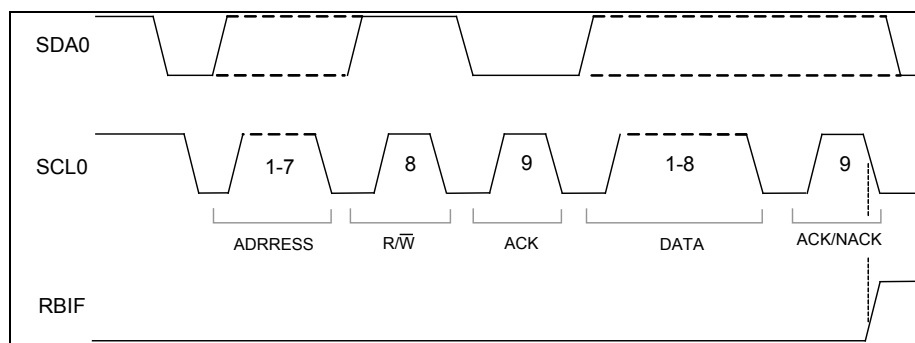 SDA0
SCL0
1-7
8
9
1-8
9
ADRRESS
R/W̅
ACK
DATA
ACK/NACK
RBIF